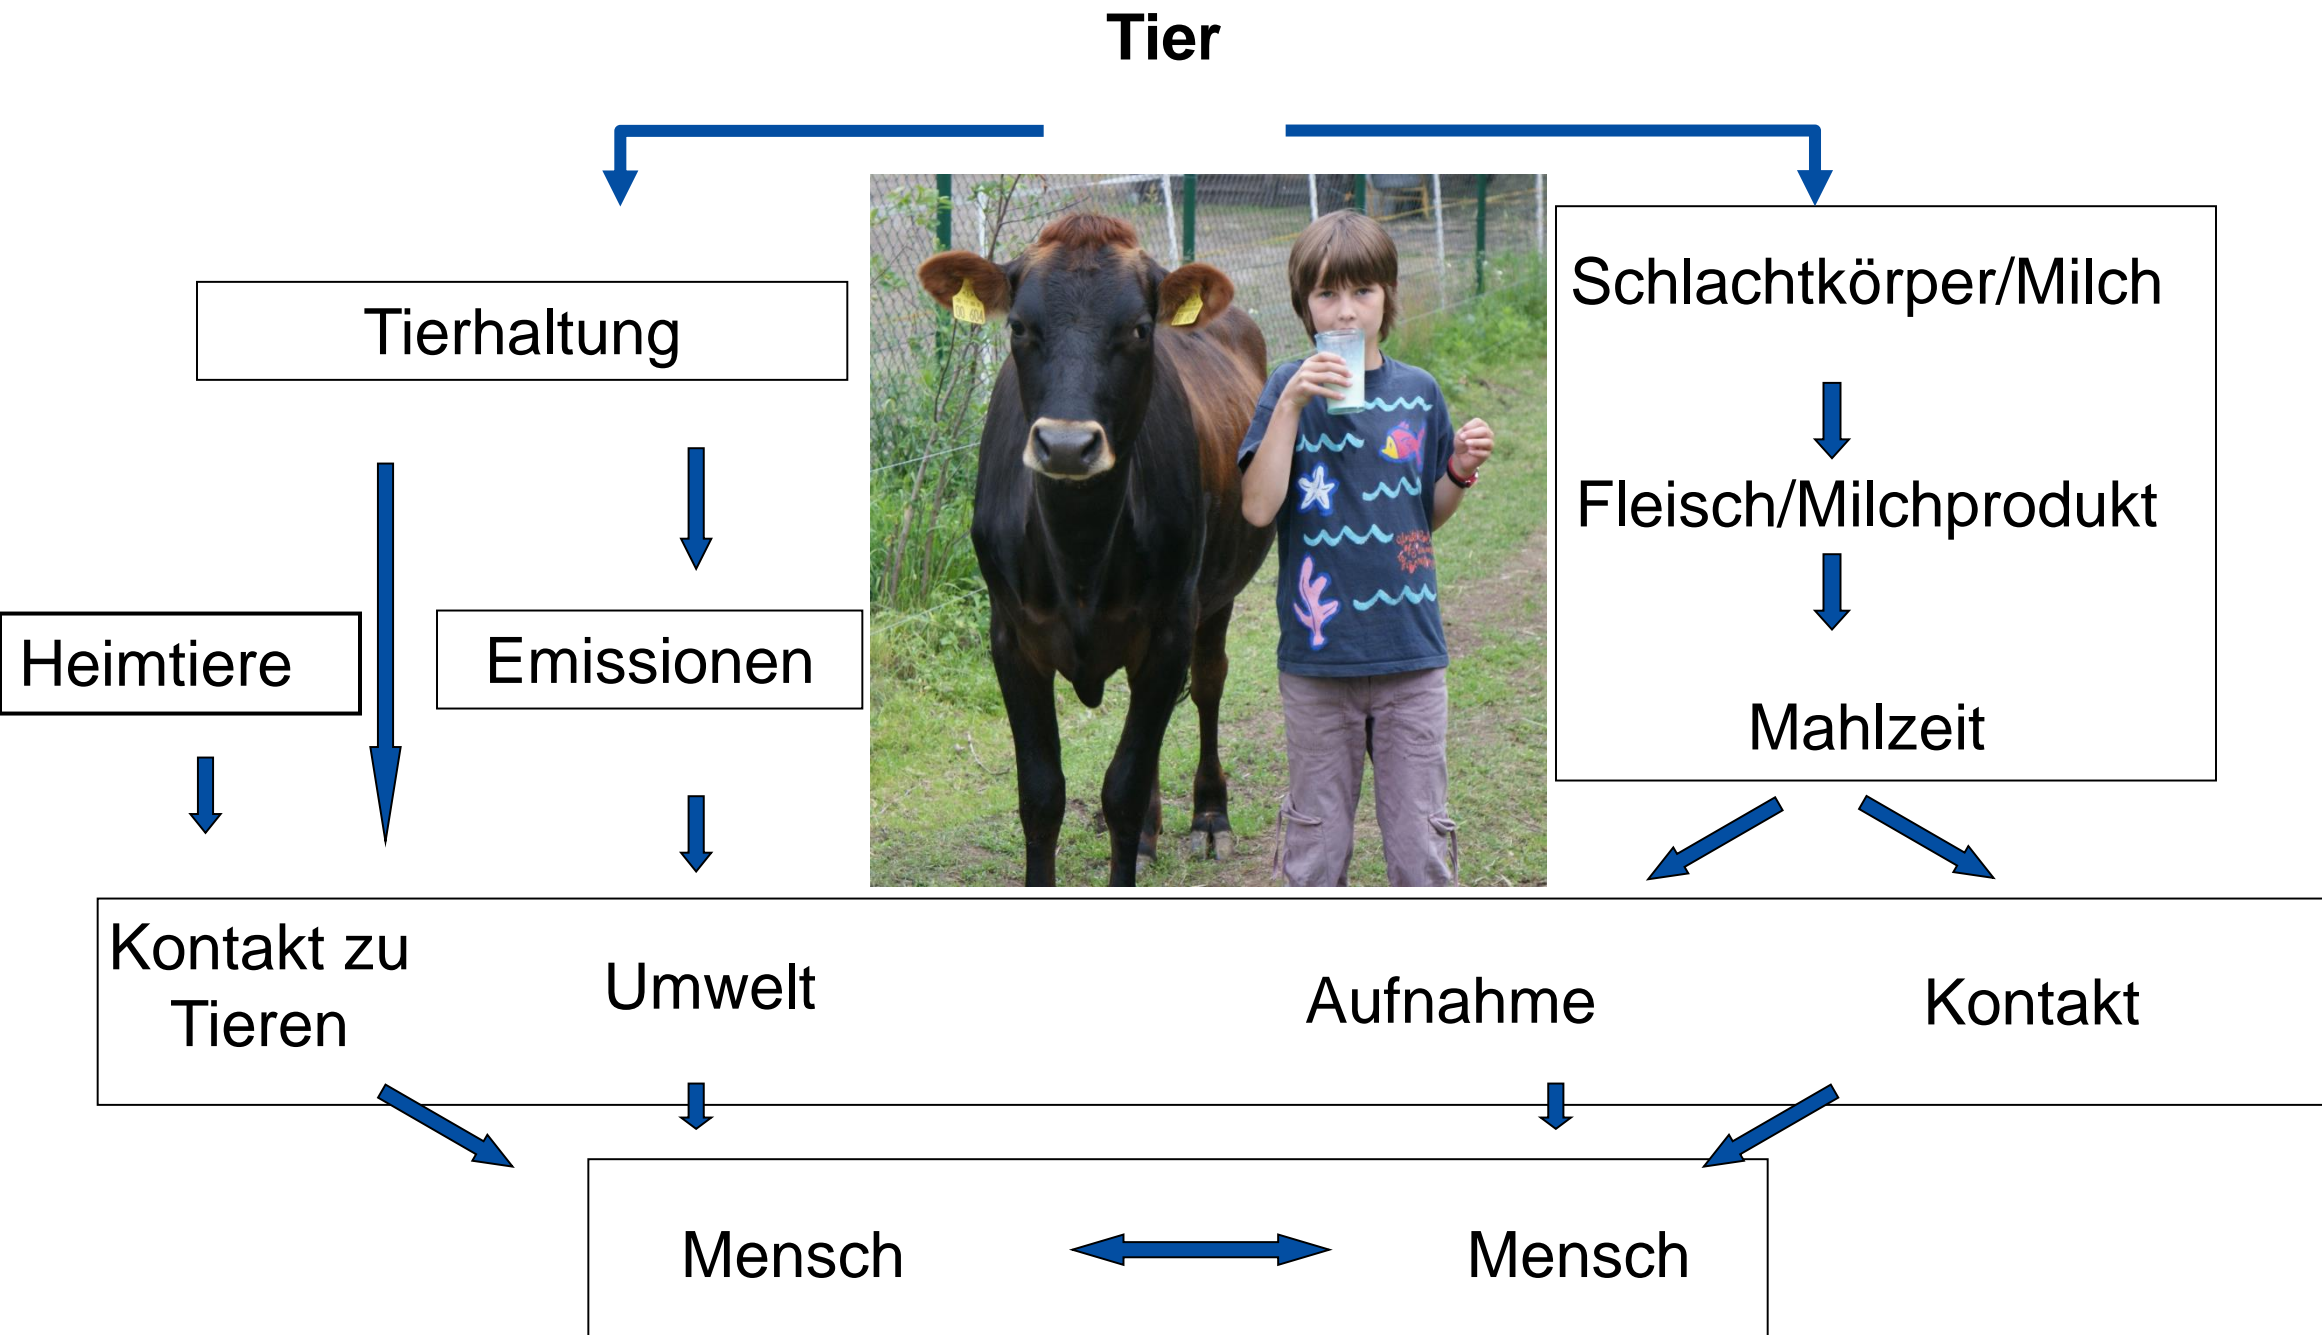 Tier
Tierhaltung
Schlachtkörper/Milch
Fleisch/Milchprodukt
Heimtiere
Emissionen
Mahlzeit
Kontakt zu
Tieren
Umwelt
Aufnahme
Kontakt
Mensch
Mensch